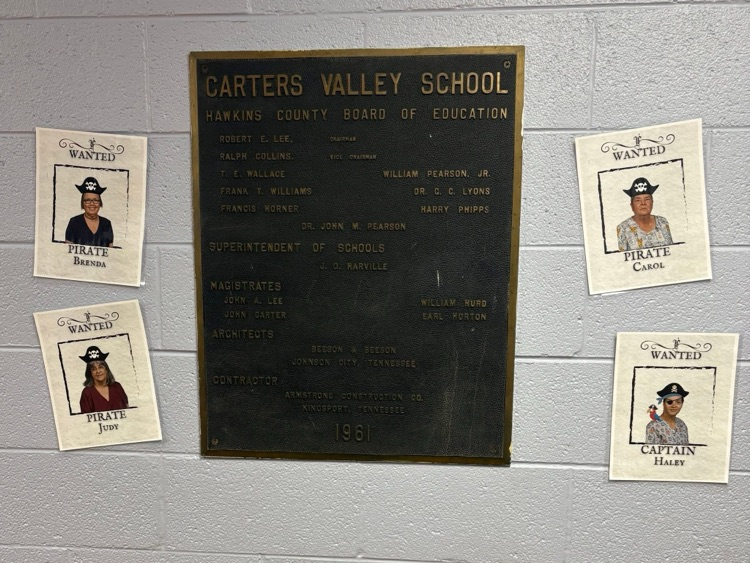 CARTERS VALLEY SCHOOL
HAWKINS COUNTY BOARD OF EDUCATION
ROBERT E. LEE, CHAIRMAN
RALPH COLLINS, VICE CHAIRMAN
T. E. WALLACE WILLIAM PEARSON, JR.
FRANK T. WILLIAMS DR. C. C. LYONS
FRANCIS HORNER HARRY PHIPPS
DR. JOHN M. PEARSON
SUPERINTENDENT OF SCHOOLS
J. O. HARVILLE
MAGISTRATES
JOHN A. LEE WILLIAM HURD
JOHN CARTER EARL HORTON
ARCHITECTS
BEESON & BEESON
JOHNSON CITY, TENNESSEE
CONTRACTOR
ARMSTRONG CONSTRUCTION CO.
KINGSPORT, TENNESSEE
1961
WANTED
PIRATE
BRENDA
WANTED
PIRATE
JUDY
WANTED
PIRATE
CAROL
WANTED
CAPTAIN
HALEY